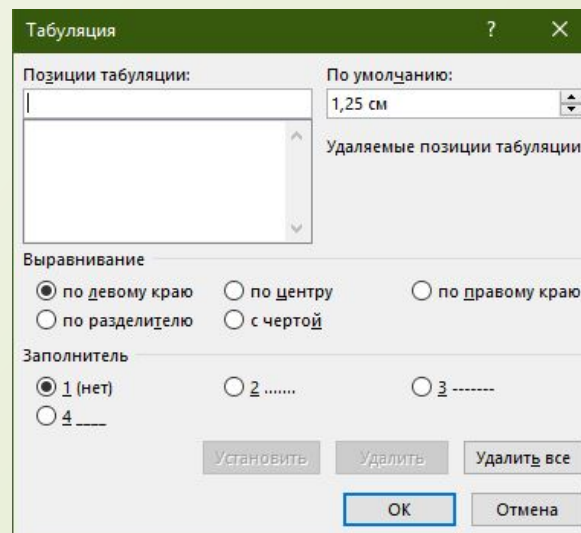 Табуляция ? ×
Позиции табуляции: По умолчанию:
1,25 см
Удаляемые позиции табуляции
Выравнивание
по левому краю по центру по правому краю
по разделителю с чертой
Заполнитель
1 (нет) 2 ....... 3 -------
4 ____
Установить Удалить Удалить все
ОК Отмена